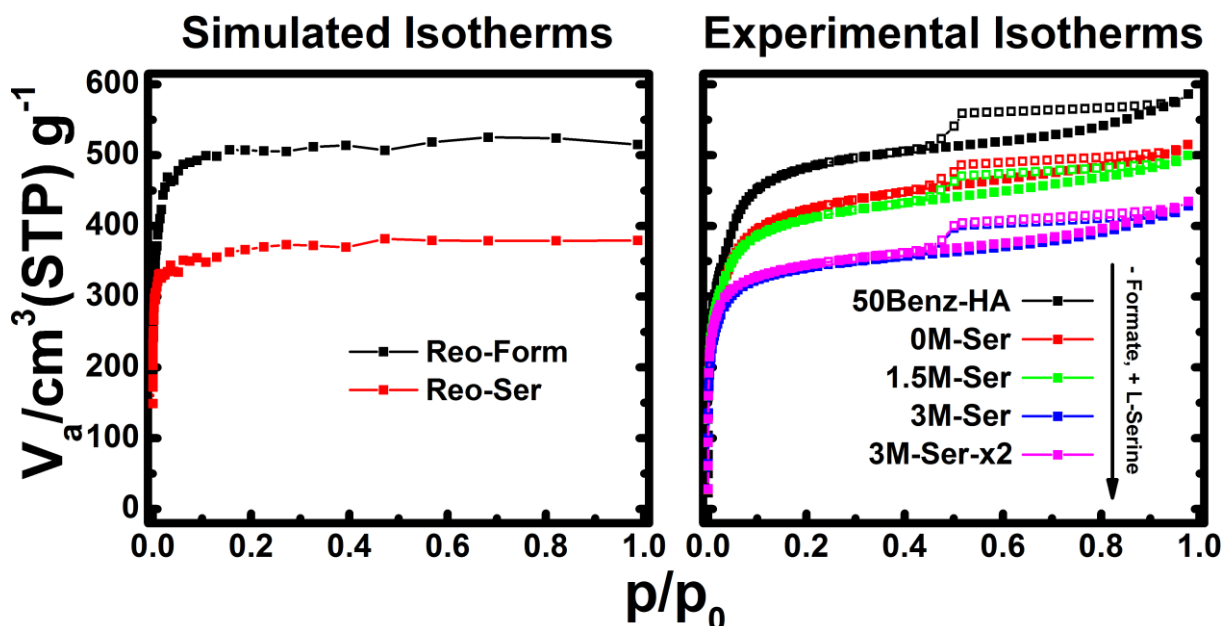 Simulated Isotherms
Experimental Isotherms
V_a/cm^3(STP) g^-1
600
500
400
300
200
100
0
Reo-Form
Reo-Ser
50Benz-HA
0M-Ser
1.5M-Ser
3M-Ser
3M-Ser-x2
- Formate, + L-Serine
0.0 0.2 0.4 0.6 0.8 1.0
0.0 0.2 0.4 0.6 0.8 1.0
p/p_0